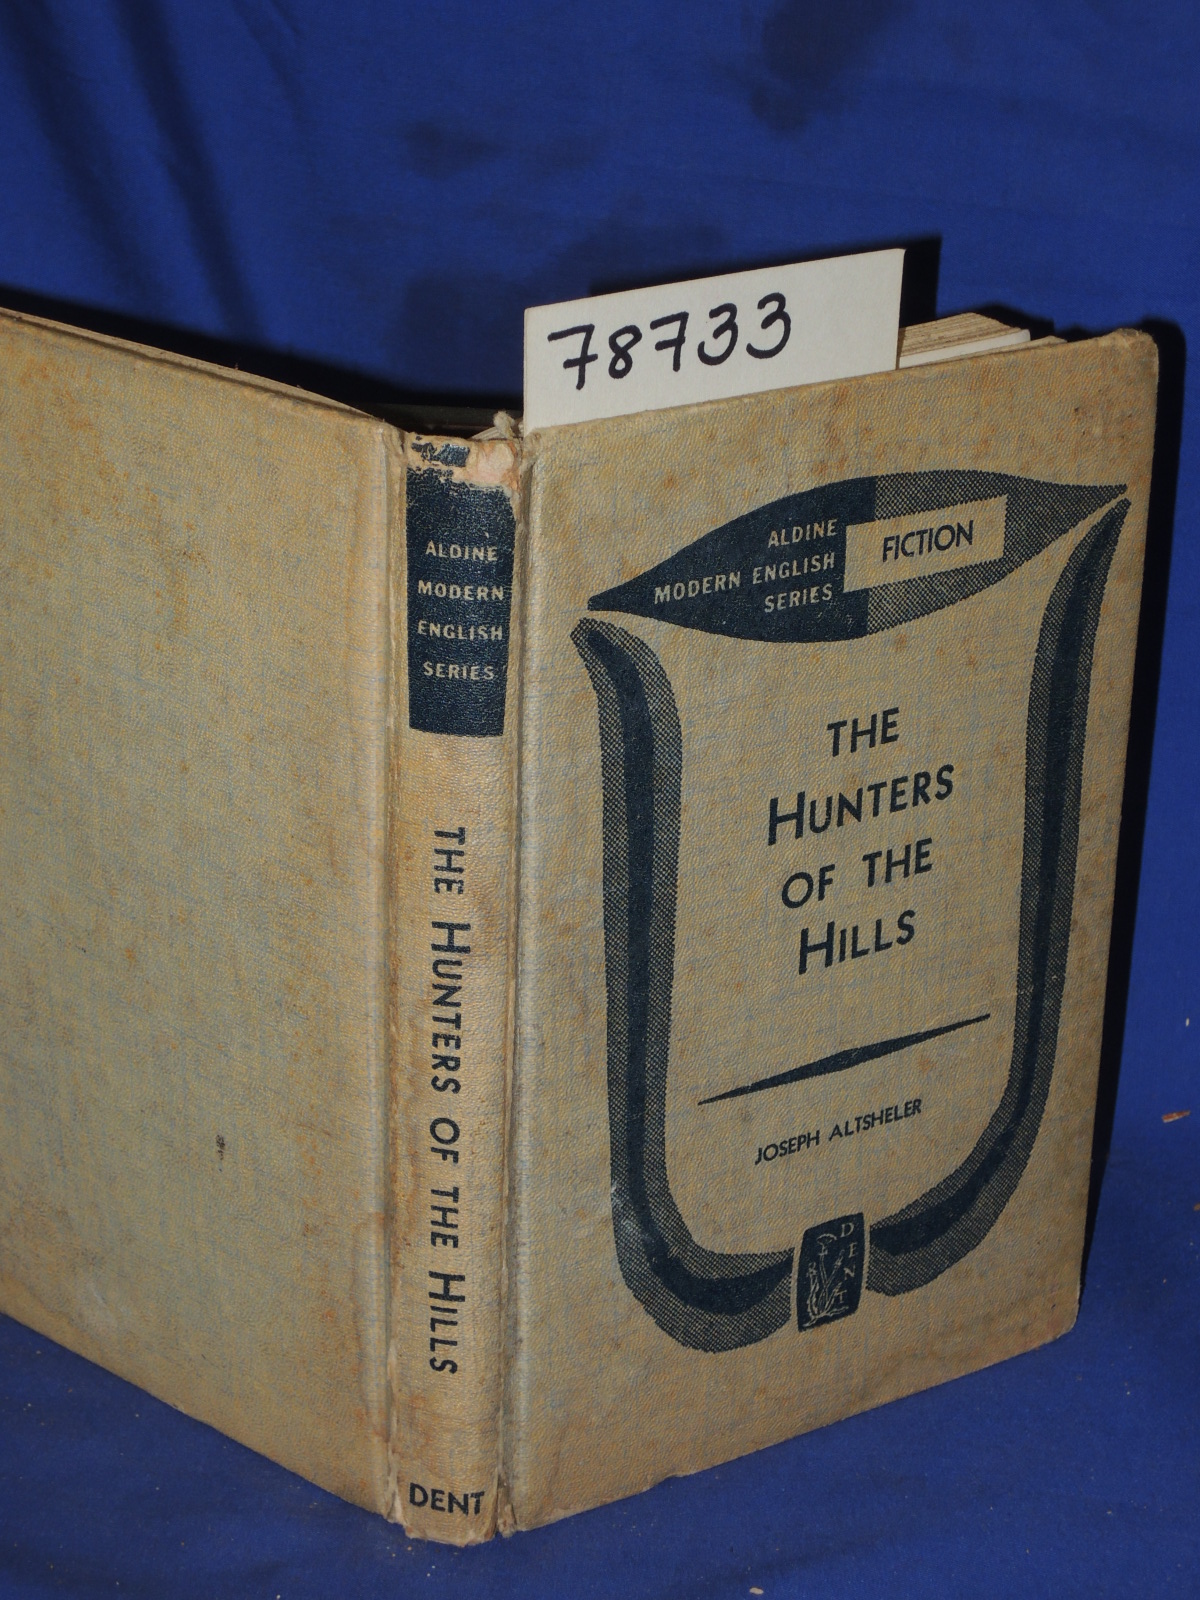 78733
ALDINE
MODERN
ENGLISH
SERIES
THE HUNTERS OF THE HILLS
DENT
ALDINE
MODERN ENGLISH
SERIES
FICTION
THE
HUNTERS
OF THE
HILLS
JOSEPH ALTSHELER
DENT